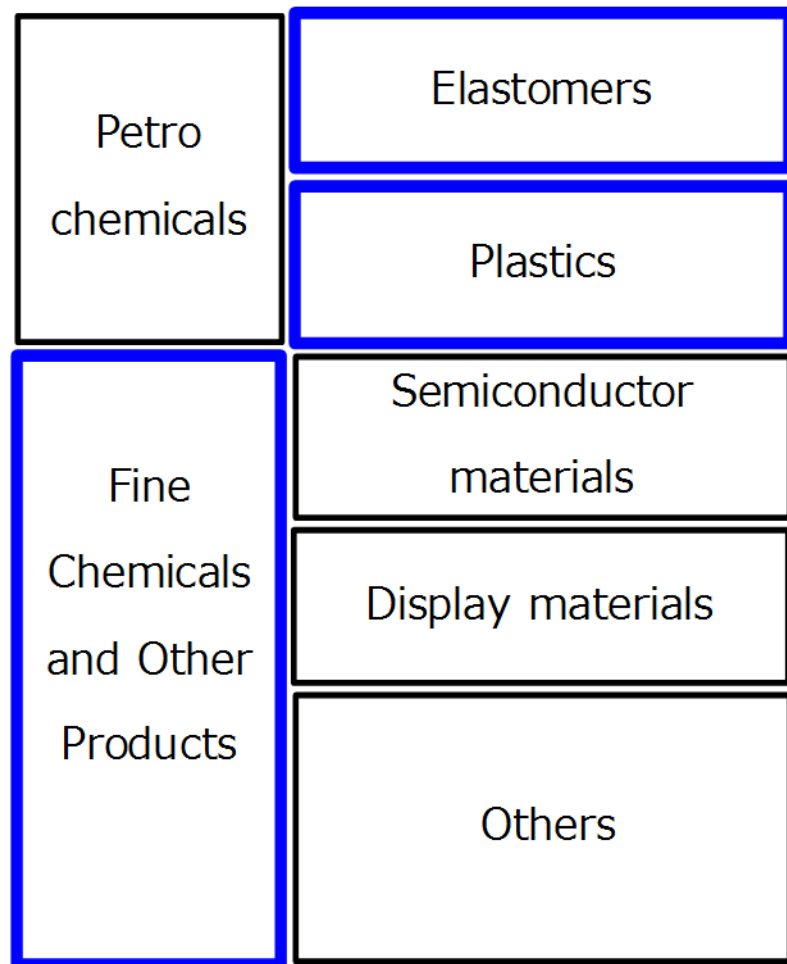 Petro
chemicals
Elastomers
Plastics
Fine
Chemicals
and Other
Products
Semiconductor
materials
Display materials
Others